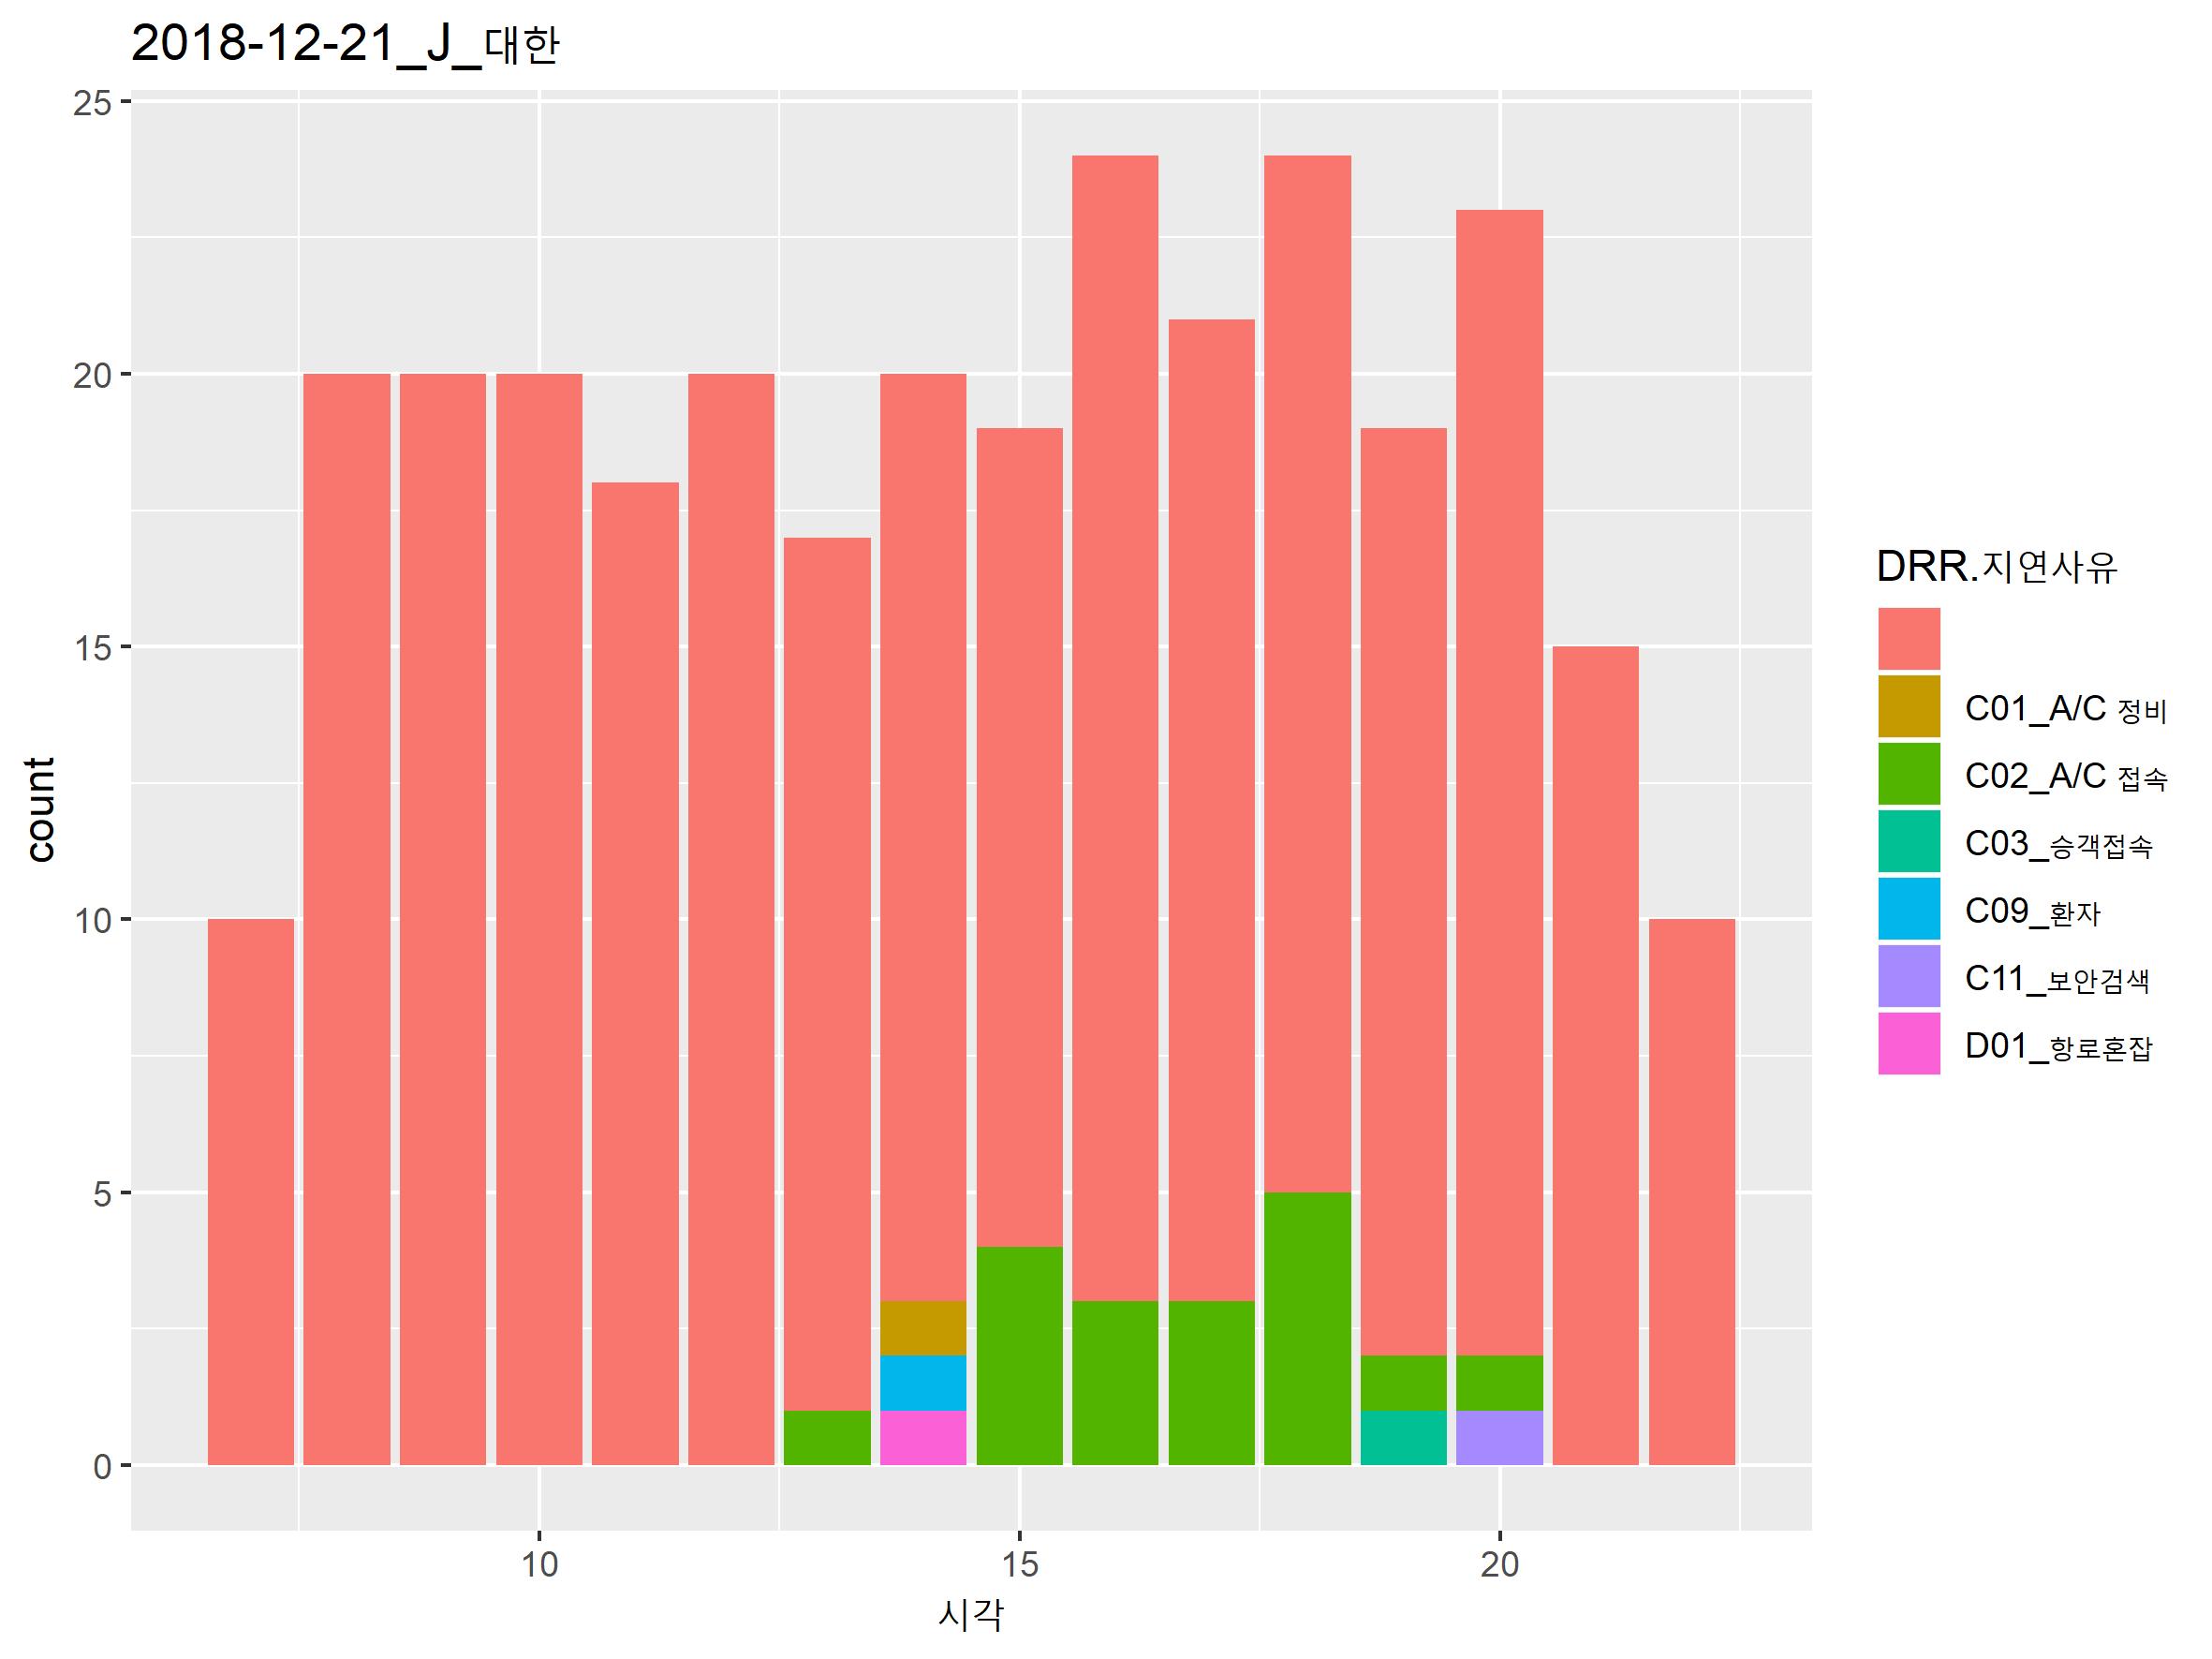 2018-12-21_J_대한
25
20
15
10
5
0
count
10
15
20
시각
DRR.지연사유
C01_A/C 정비
C02_A/C 접속
C03_승객접속
C09_환자
C11_보안검색
D01_항로혼잡